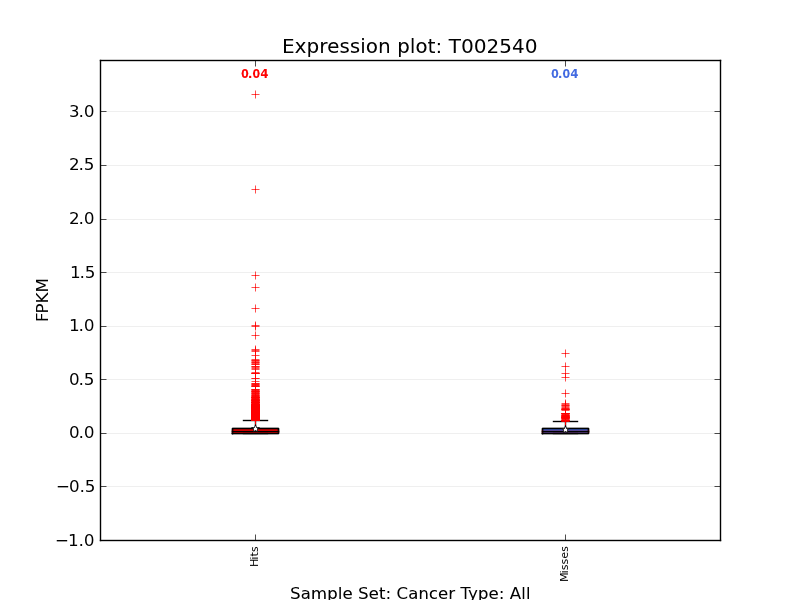 Expression plot: T002540
0.04
0.04
3.0
2.5
2.0
1.5
1.0
0.5
0.0
−0.5
−1.0
FPKM
Hits
Misses
Sample Set: Cancer Type: All